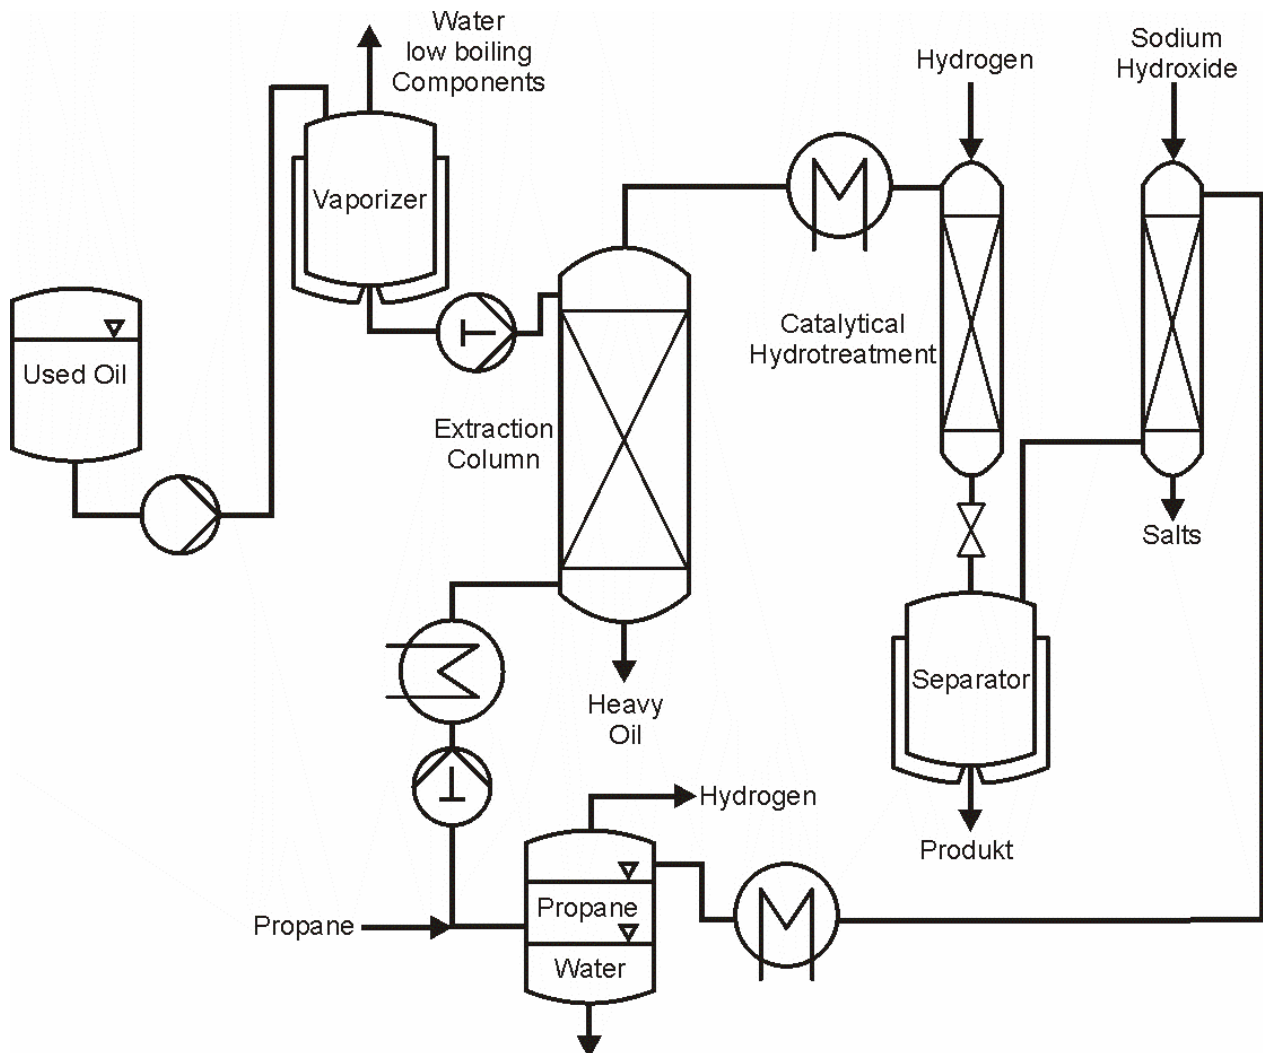 Water
low boiling
Components
Hydrogen
Sodium
Hydroxide
Vaporizer
Used Oil
Extraction
Column
Catalytical
Hydrotreatment
Salts
Heavy
Oil
Separator
Hydrogen
Produkt
Propane
Propane
Water